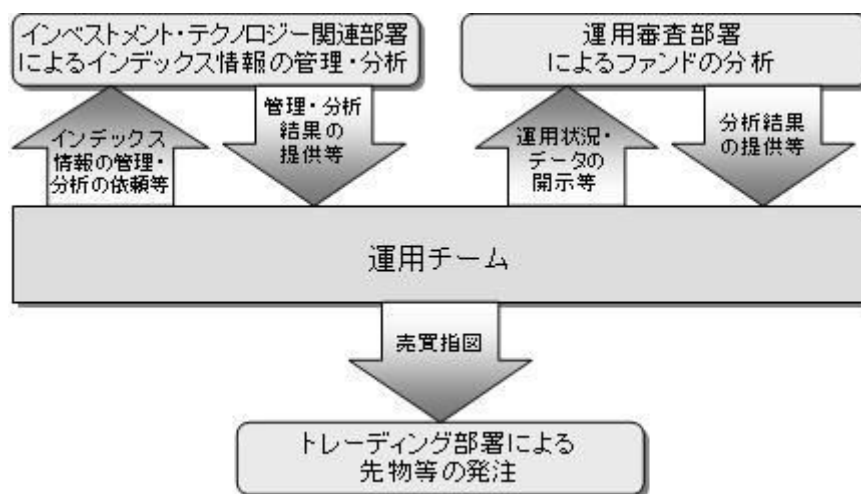 インベストメント・テクノロジー関連部署
によるインデックス情報の管理・分析
運用審査部署
によるファンドの分析
インデックス
情報の管理・
分析の依頼等
管理・分析
結果の
提供等
運用状況・
データの
開示等
分析結果
の提供等
運用チーム
売買指図
トレーディング部署による
先物等の発注